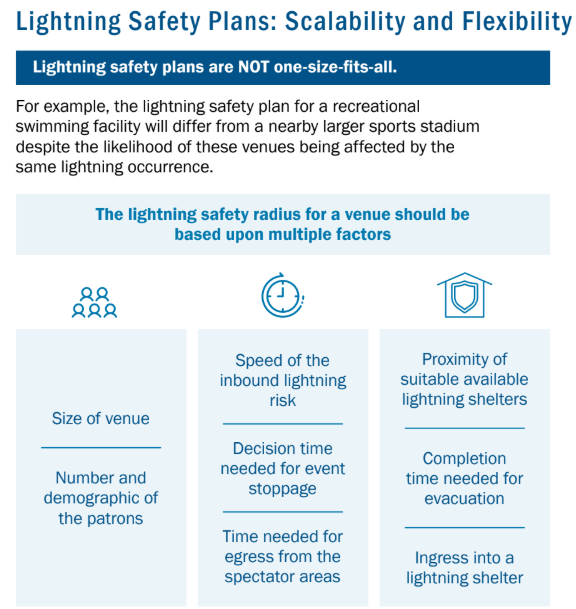 Lightning Safety Plans: Scalability and Flexibility
Lightning safety plans are NOT one-size-fits-all.
For example, the lightning safety plan for a recreational
swimming facility will differ from a nearby larger sports stadium
despite the likelihood of these venues being affected by the
same lightning occurrence.
The lightning safety radius for a venue should be
based upon multiple factors
Size of venue
Number and
demographic of
the patrons
Speed of the
inbound lightning
risk
Decision time
needed for event
stoppage
Time needed for
egress from the
spectator areas
Proximity of
suitable available
lightning shelters
Completion
time needed for
evacuation
Ingress into a
lightning shelter